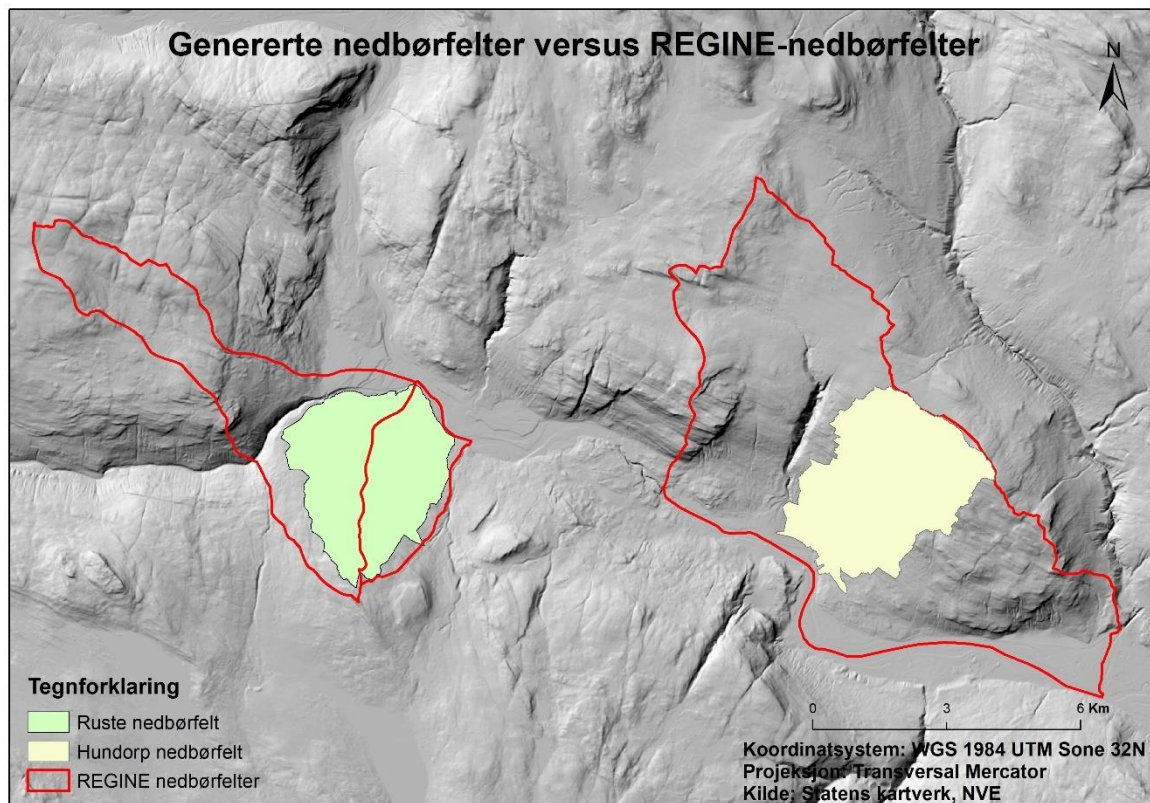 Genererte nedbørfelter versus REGINE-nedbørfelter
N
Tegnforklaring
Ruste nedbørfelt
Hundorp nedbørfelt
REGINE nedbørfelter
0 3 6 Km
Koordinatsystem: WGS 1984 UTM Sone 32N
Projeksjon: Transversal Mercator
Kilde: Statens kartverk, NVE